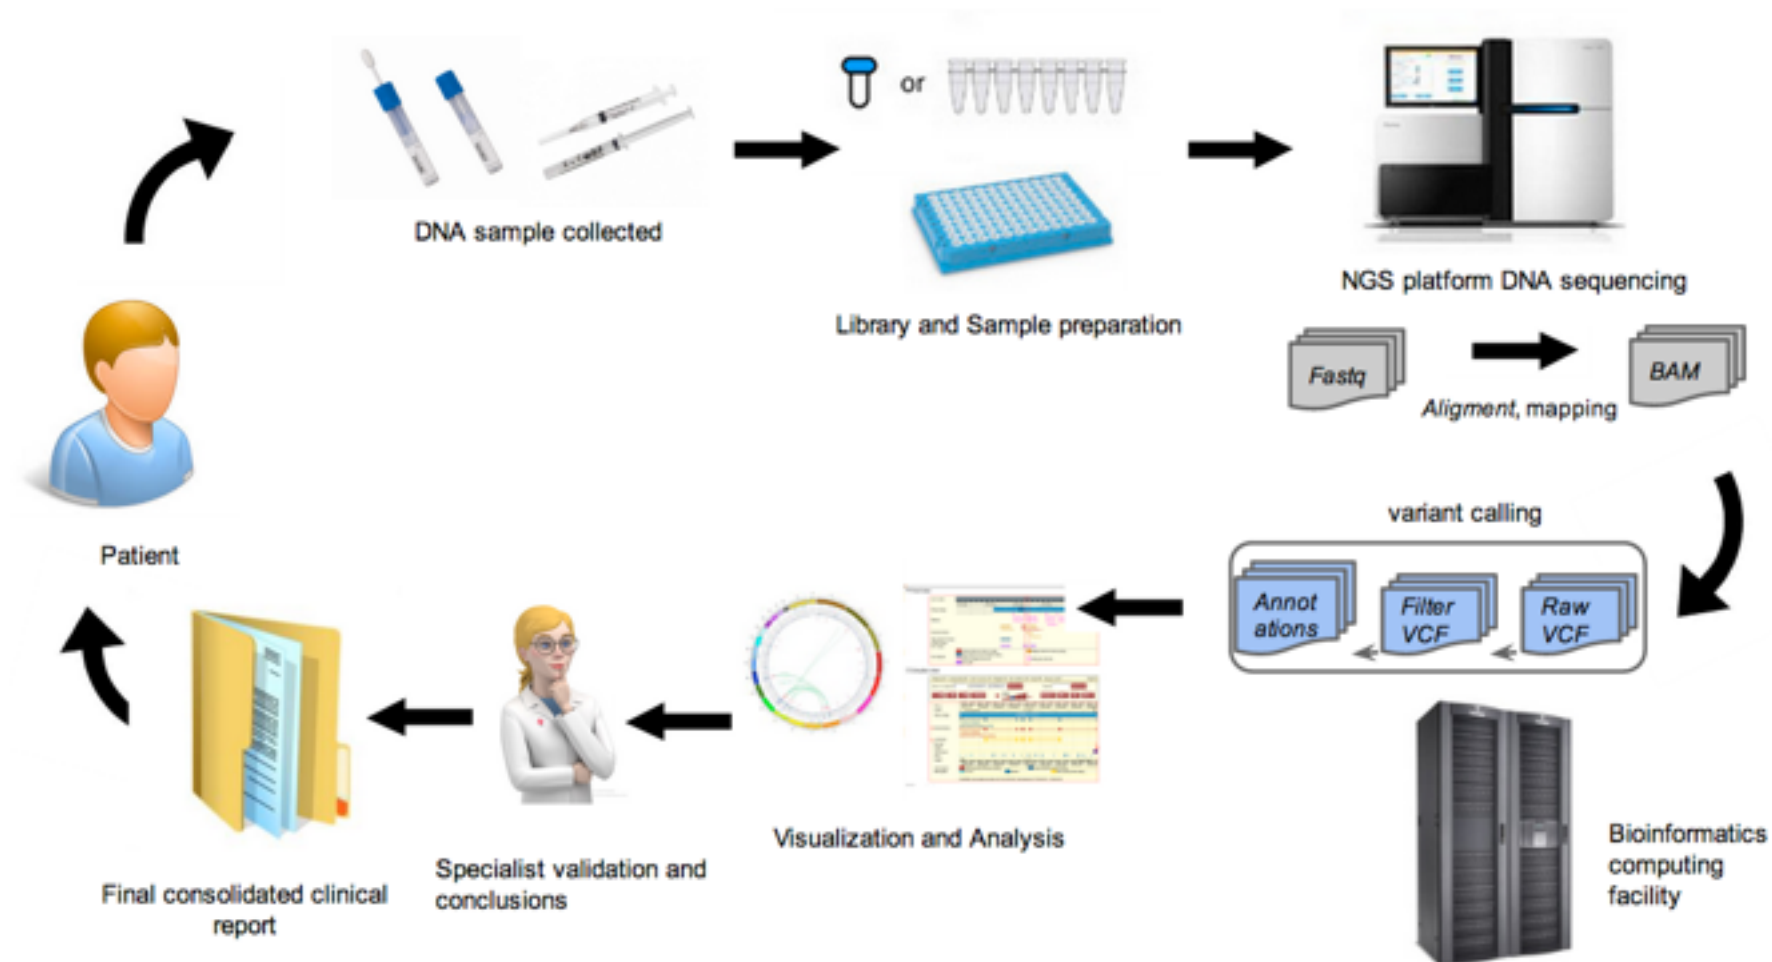 or
DNA sample collected
Library and Sample preparation
NGS platform DNA sequencing
Fastq
BAM
Aligment, mapping
variant calling
Annot
ations
Filter
VCF
Raw
VCF
Patient
Bioinformatics
computing
facility
Visualization and Analysis
Specialist validation and
conclusions
Final consolidated clinical
report